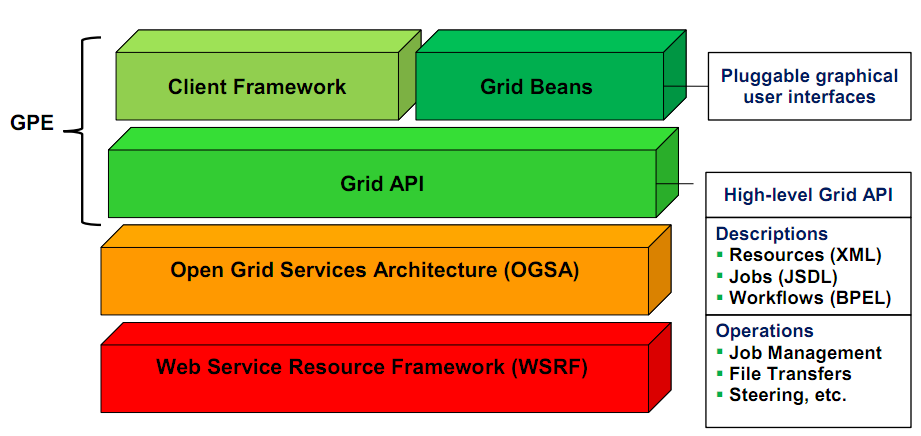 GPE
Client Framework
Grid Beans
Pluggable graphical
user interfaces
Grid API
High-level Grid API
Descriptions
▪ Resources (XML)
▪ Jobs (JSDL)
▪ Workflows (BPEL)
Open Grid Services Architecture (OGSA)
Operations
▪ Job Management
▪ File Transfers
▪ Steering, etc.
Web Service Resource Framework (WSRF)